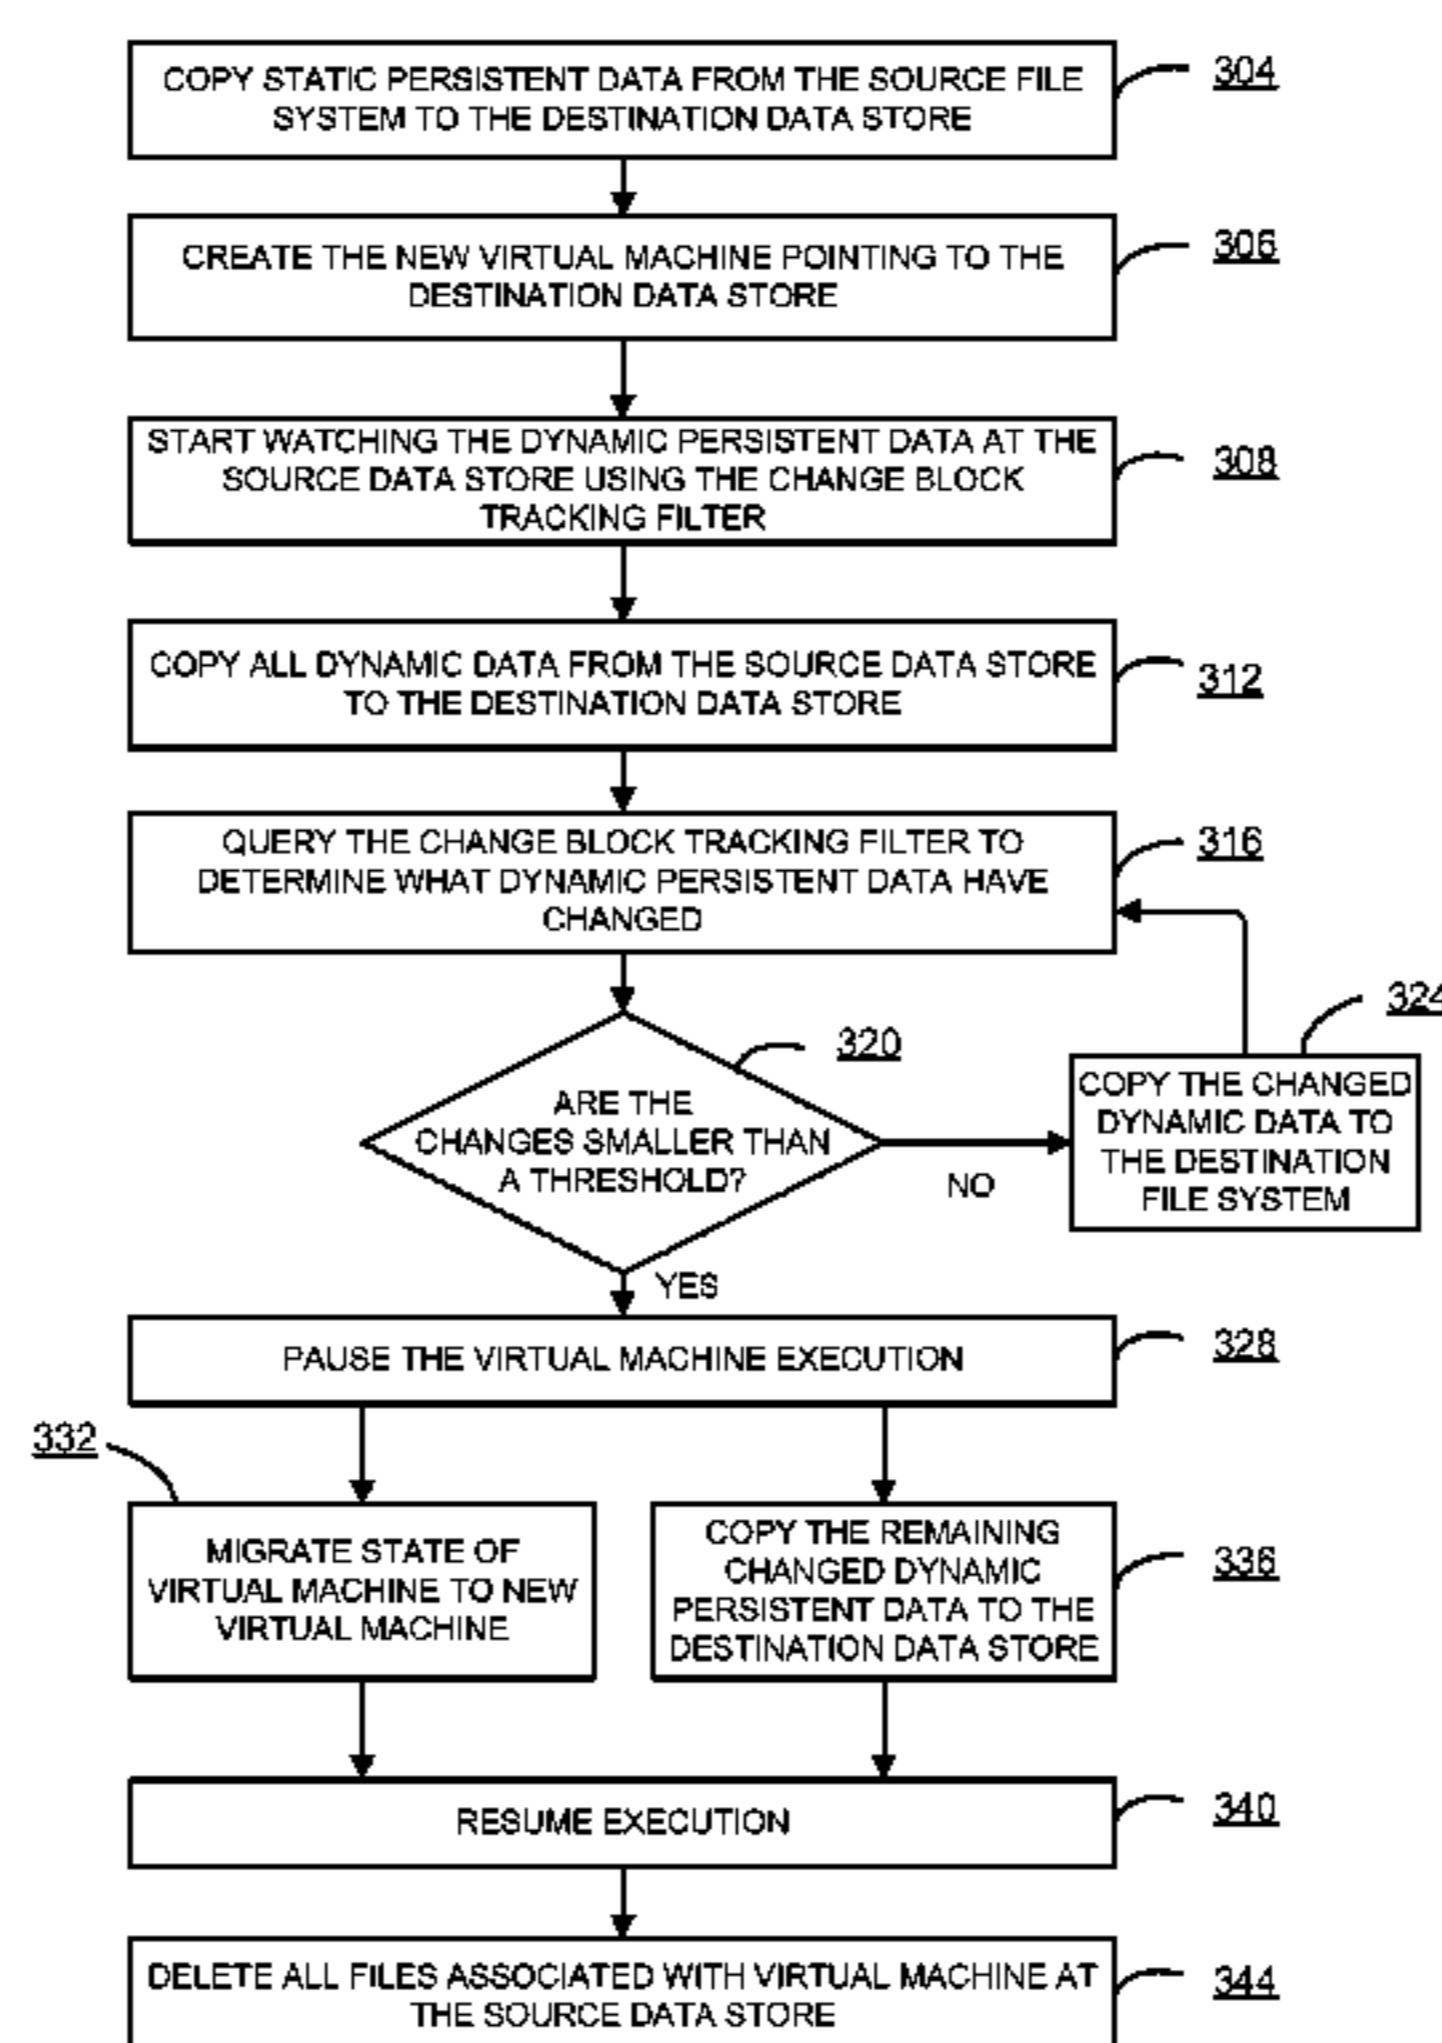 COPY STATIC PERSISTENT DATA FROM THE SOURCE FILE
SYSTEM TO THE DESTINATION DATA STORE
304
CREATE THE NEW VIRTUAL MACHINE POINTING TO THE
DESTINATION DATA STORE
306
START WATCHING THE DYNAMIC PERSISTENT DATA AT THE
SOURCE DATA STORE USING THE CHANGE BLOCK
TRACKING FILTER
308
COPY ALL DYNAMIC DATA FROM THE SOURCE DATA STORE
TO THE DESTINATION DATA STORE
312
QUERY THE CHANGE BLOCK TRACKING FILTER TO
DETERMINE WHAT DYNAMIC PERSISTENT DATA HAVE
CHANGED
316
320
ARE THE
CHANGES SMALLER THAN
A THRESHOLD?
NO
324
COPY THE CHANGED
DYNAMIC DATA TO
THE DESTINATION
FILE SYSTEM
YES
PAUSE THE VIRTUAL MACHINE EXECUTION
328
332
MIGRATE STATE OF
VIRTUAL MACHINE TO NEW
VIRTUAL MACHINE
COPY THE REMAINING
CHANGED DYNAMIC
PERSISTENT DATA TO THE
DESTINATION DATA STORE
336
RESUME EXECUTION
340
DELETE ALL FILES ASSOCIATED WITH VIRTUAL MACHINE AT
THE SOURCE DATA STORE
344